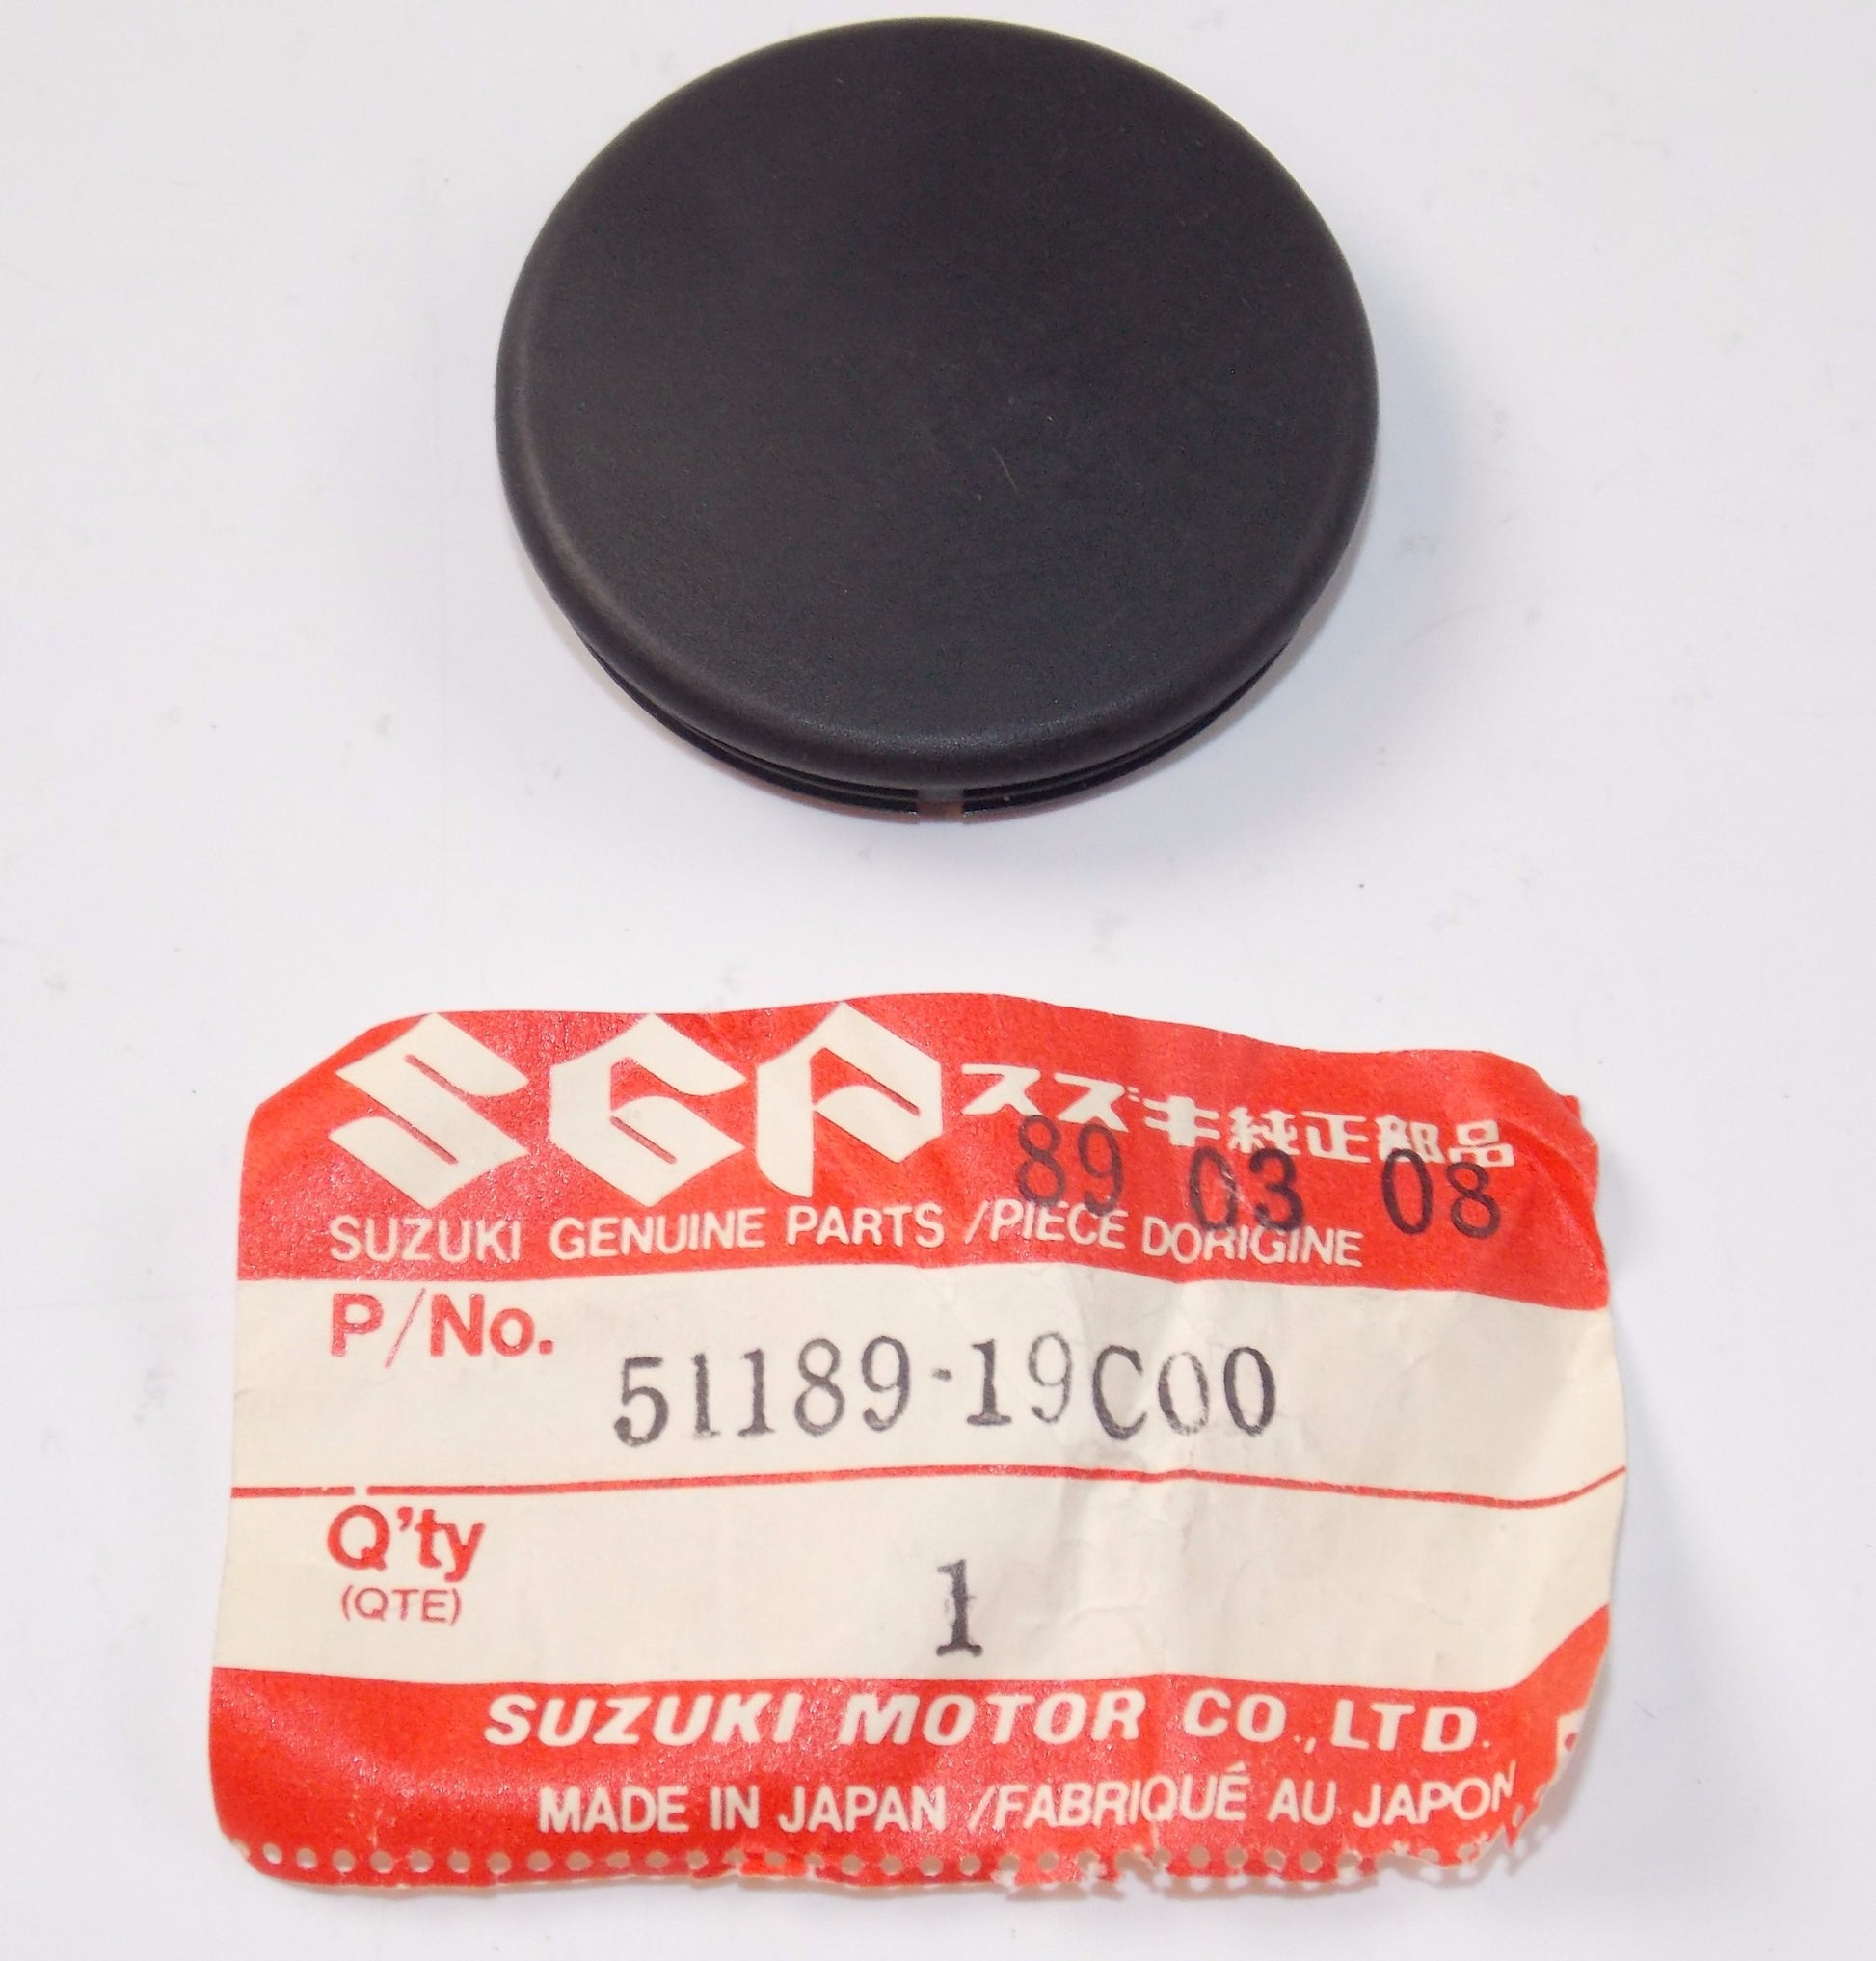 SGP スズキ純正部品
89 03 08
SUZUKI GENUINE PARTS /PIECE DORIGINE
P/No.
51189-19C00
Q'ty
(QTE)
1
SUZUKI MOTOR CO.,LTD.
MADE IN JAPAN /FABRIQUÉ AU JAPON